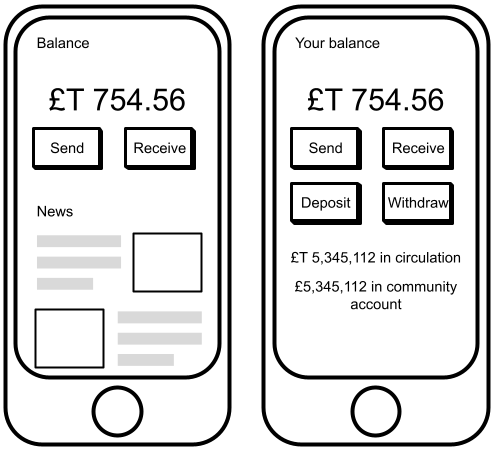 Balance
£T 754.56
Send Receive
News
Your balance
£T 754.56
Send Receive
Deposit Withdraw
£T 5,345,112 in circulation
£5,345,112 in community
account